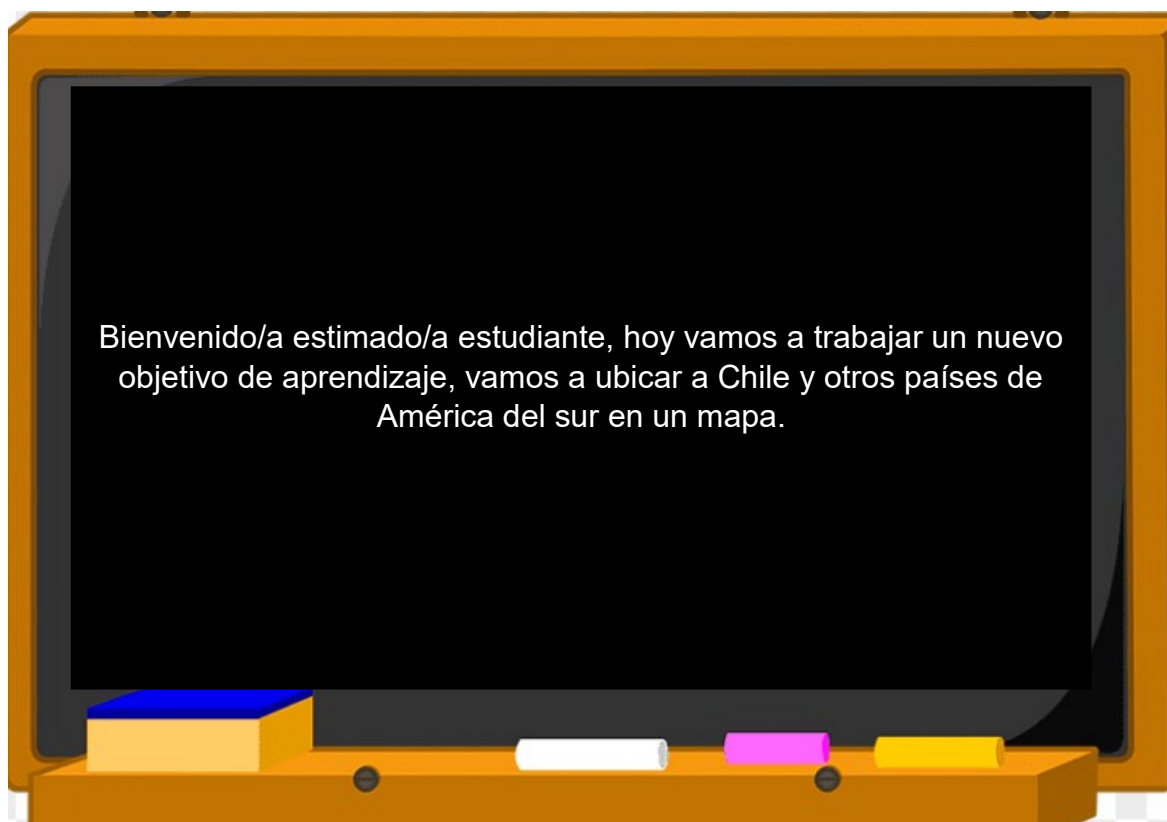 Bienvenido/a estimado/a estudiante, hoy vamos a trabajar un nuevo
objetivo de aprendizaje, vamos a ubicar a Chile y otros países de
América del sur en un mapa.